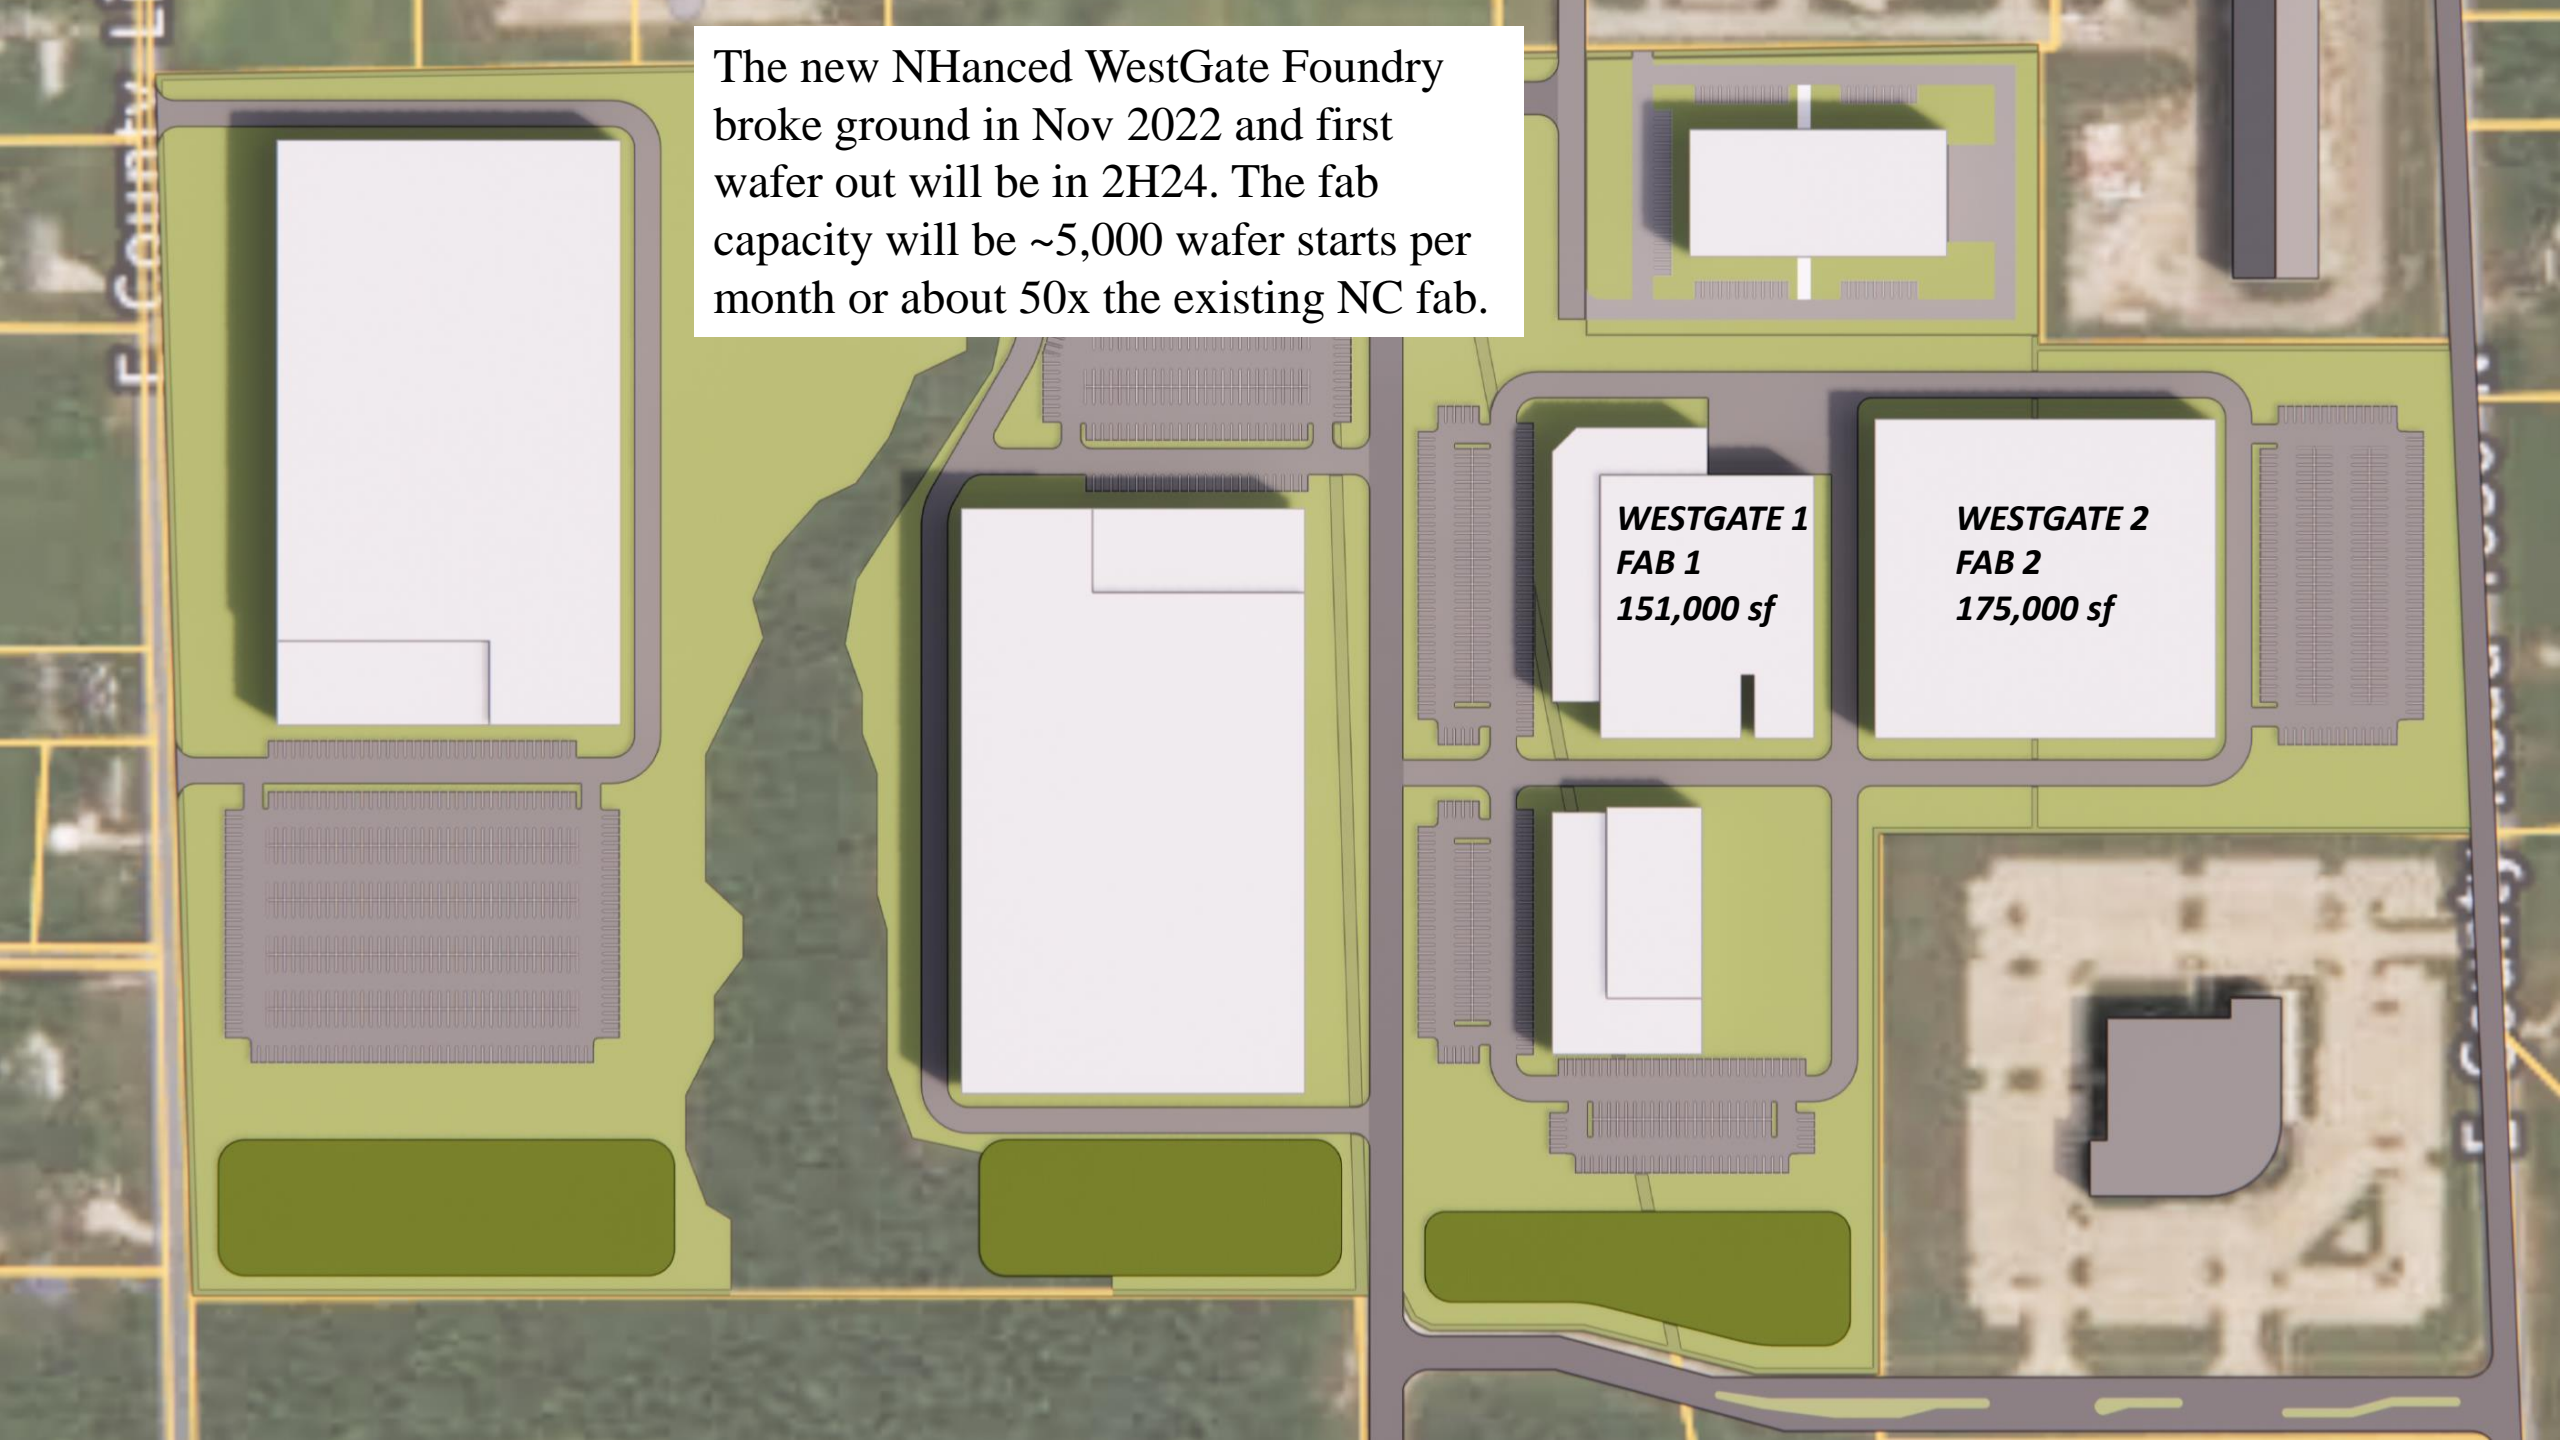 The new NHanced WestGate Foundry
broke ground in Nov 2022 and first
wafer out will be in 2H24. The fab
capacity will be ~5,000 wafer starts per
month or about 50x the existing NC fab.
WESTGATE 1
FAB 1
151,000 sf
WESTGATE 2
FAB 2
175,000 sf
E County
E County